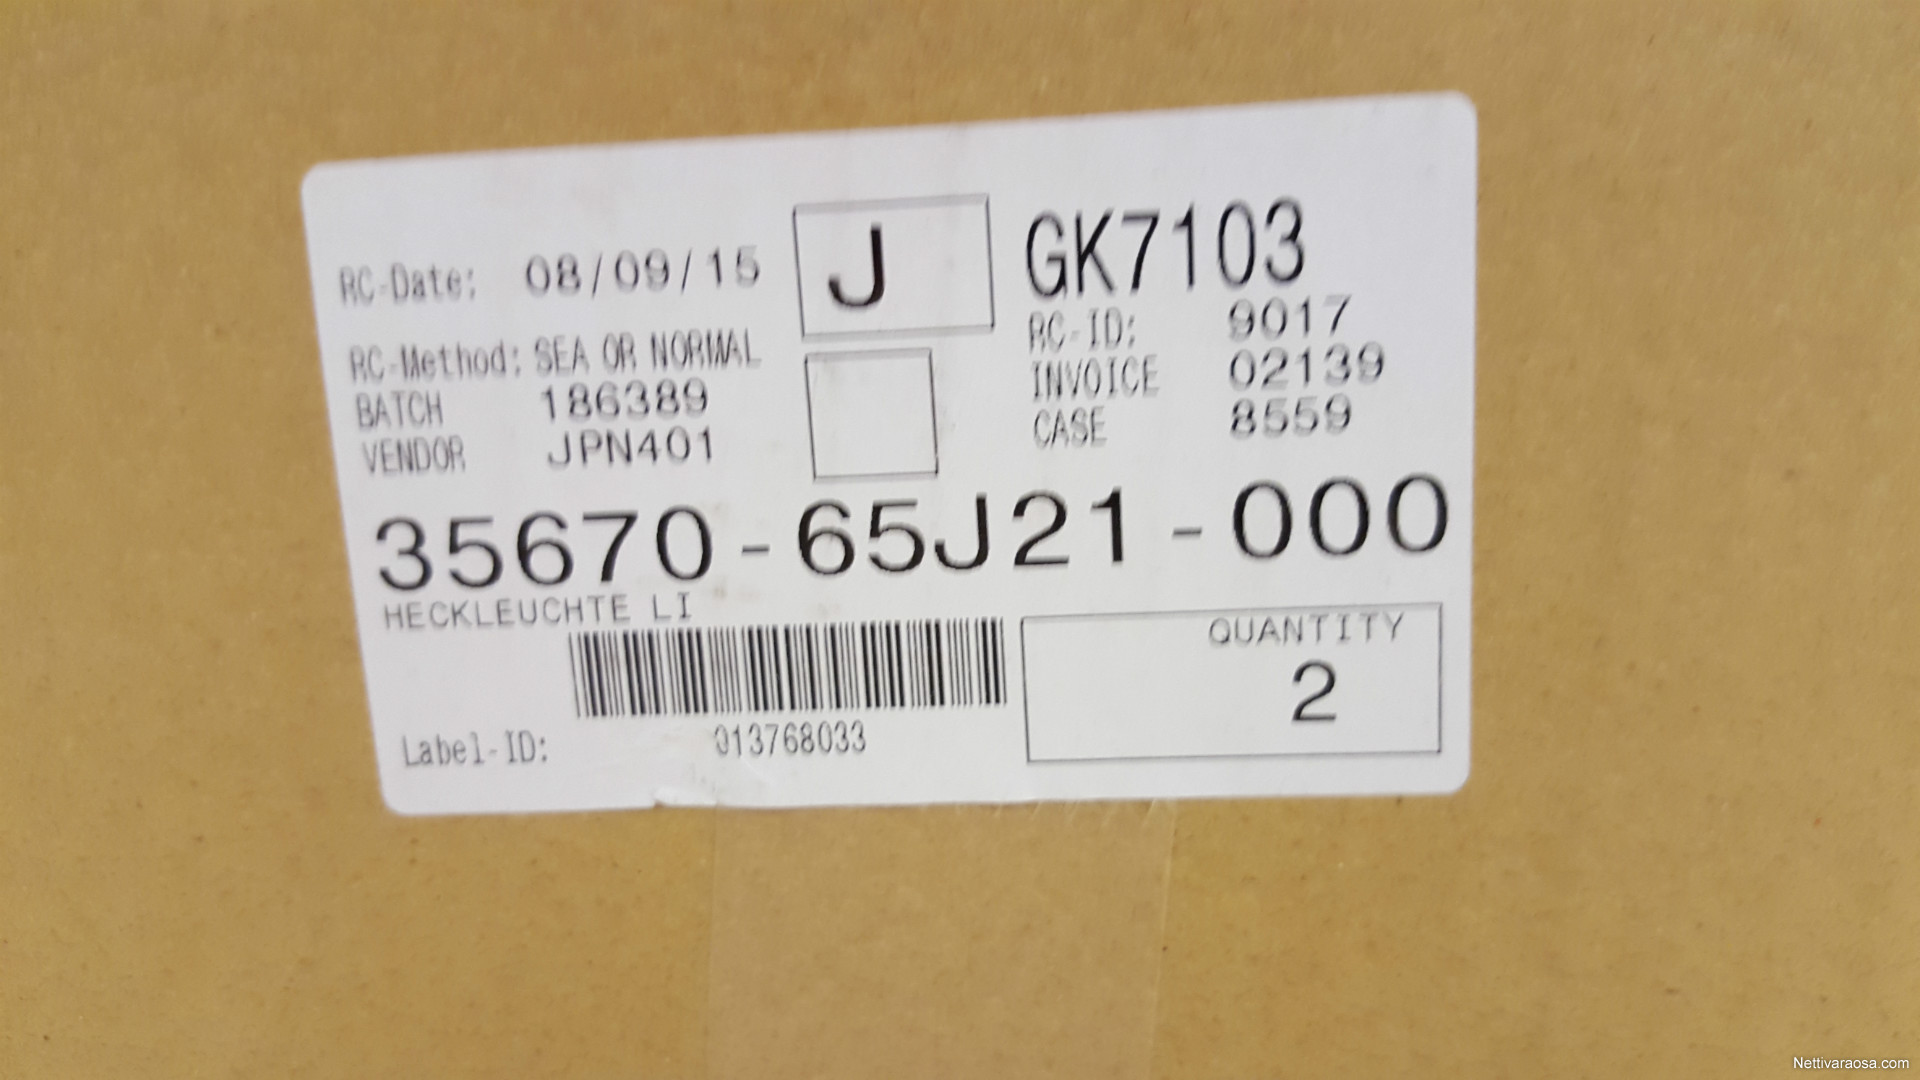 RC-Date: 08/09/15
J
GK7103
RC-Method: SEA OR NORMAL
BATCH 186389
VENDOR JPN401
RC-ID: 9017
INVOICE 02139
CASE 8559
35670-65J21-000
HECKLEUCHTE LI
QUANTITY
2
Label-ID: 013768033
Nettivaraosa.com